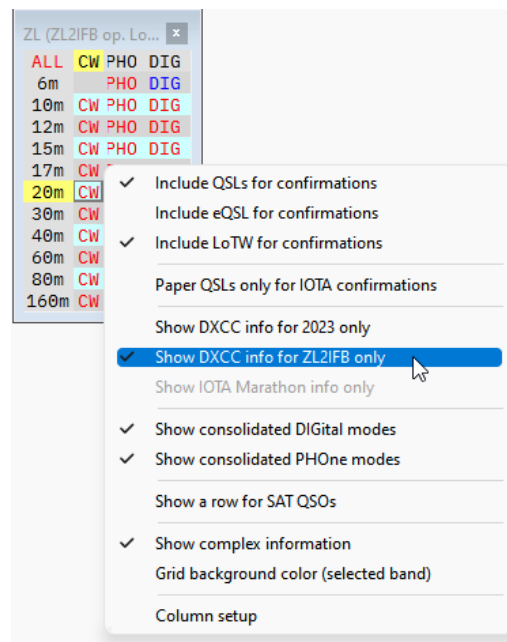 ZL (ZL2IFB op. Lo... x
ALL CW PHO DIG
6m PHO DIG
10m CW PHO DIG
12m CW PHO DIG
15m CW PHO DIG
17m CW
20m CW
30m CW
40m CW
60m CW
80m CW
160m CW
Include QSLs for confirmations
Include eQSL for confirmations
Include LoTW for confirmations
Paper QSLs only for IOTA confirmations
Show DXCC info for 2023 only
Show DXCC info for ZL2IFB only
Show IOTA Marathon info only
Show consolidated DIGital modes
Show consolidated PHOne modes
Show a row for SAT QSOs
Show complex information
Grid background color (selected band)
Column setup